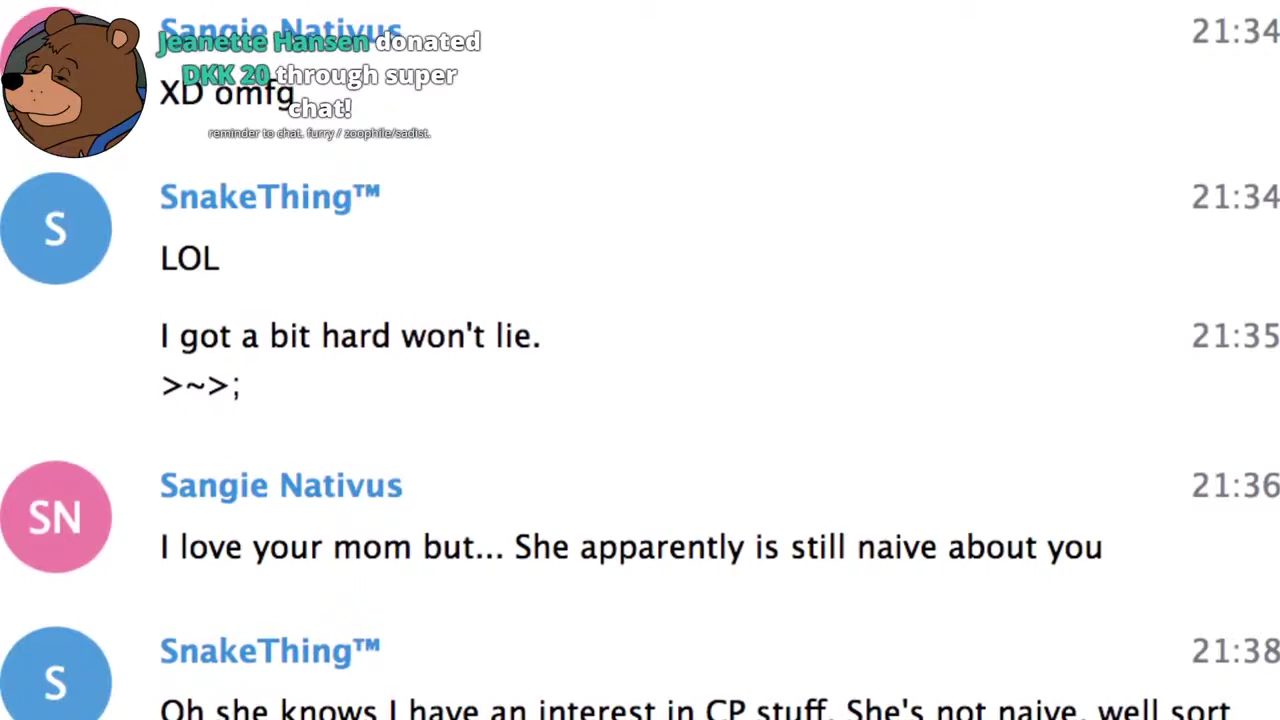 Sangie Nativus 21:34
Jeanette Hansen donated
DKK 20 through super
XD omfg
chat!
reminder to chat. furry / zoophile/sadist.
SnakeThing™ 21:34
S
LOL
I got a bit hard won't lie. 21:35
>~>;
Sangie Nativus 21:36
SN
I love your mom but... She apparently is still naive about you
SnakeThing™ 21:38
S
Oh she knows I have an interest in CP stuff. She's not naive, well sort